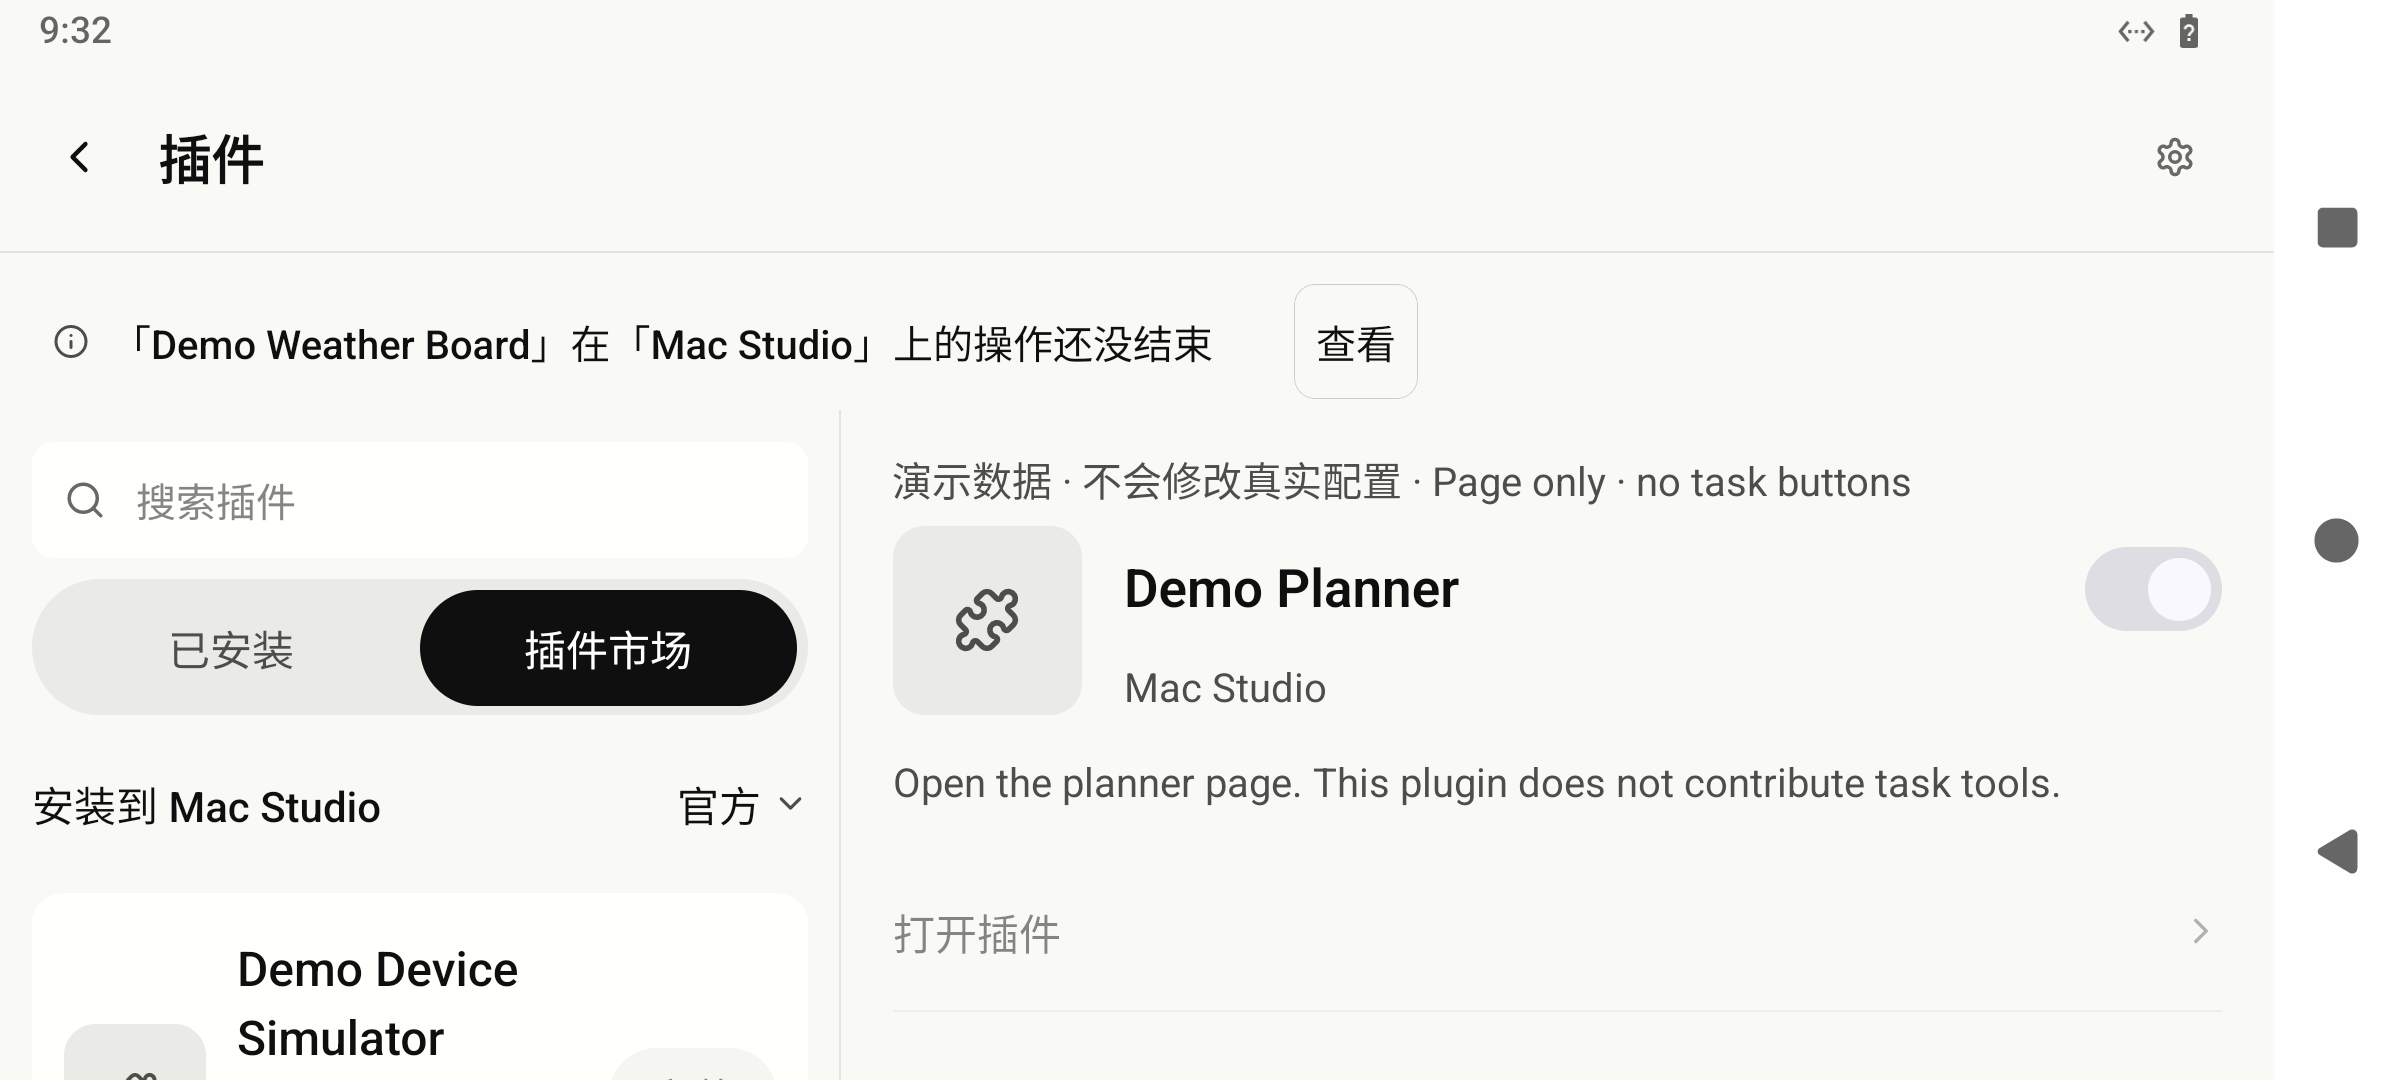 9:32
插件
「Demo Weather Board」在「Mac Studio」上的操作还没结束
查看
搜索插件
已安装
插件市场
安装到 Mac Studio
官方
Demo Device
Simulator
演示数据 · 不会修改真实配置 · Page only · no task buttons
Demo Planner
Mac Studio
Open the planner page. This plugin does not contribute task tools.
打开插件